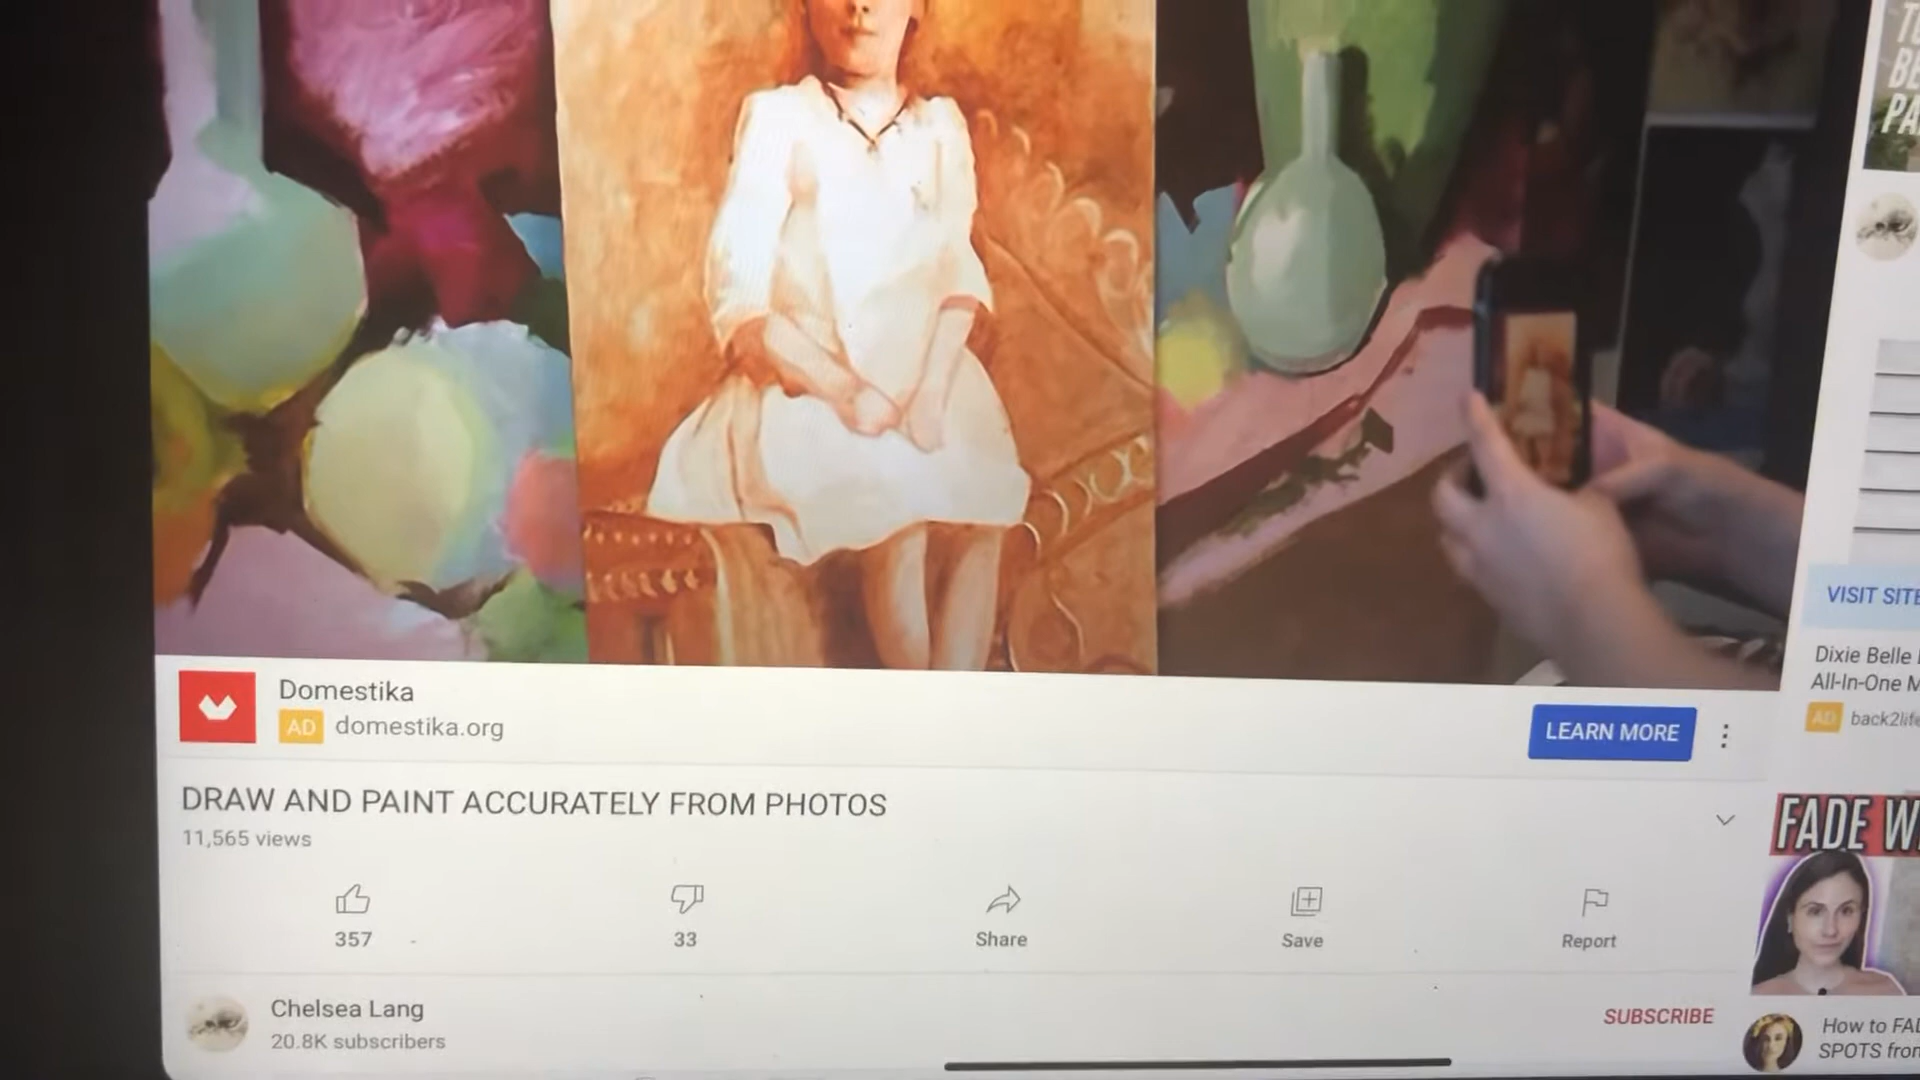 Domestika
AD domestika.org
LEARN MORE
DRAW AND PAINT ACCURATELY FROM PHOTOS
11,565 views
357
33
Share
Save
Report
Chelsea Lang
20.8K subscribers
SUBSCRIBE
VISIT SITE
Dixie Belle
All-In-One
AD
FADE
How to
SPOTS